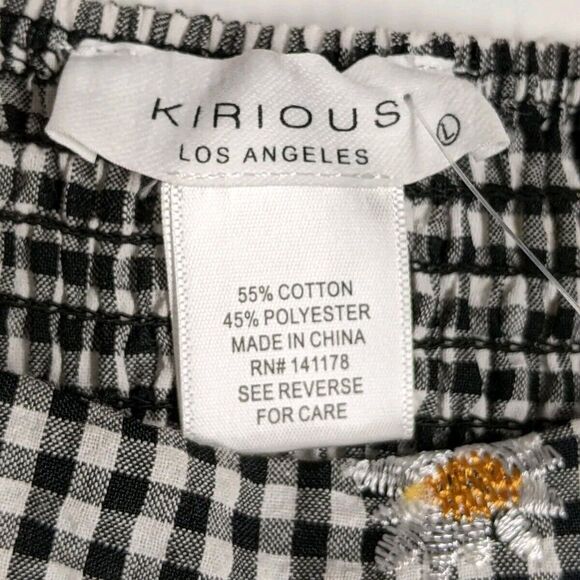 KIRIOUS Ⓛ
LOS ANGELES
55% COTTON
45% POLYESTER
MADE IN CHINA
RN# 141178
SEE REVERSE
FOR CARE